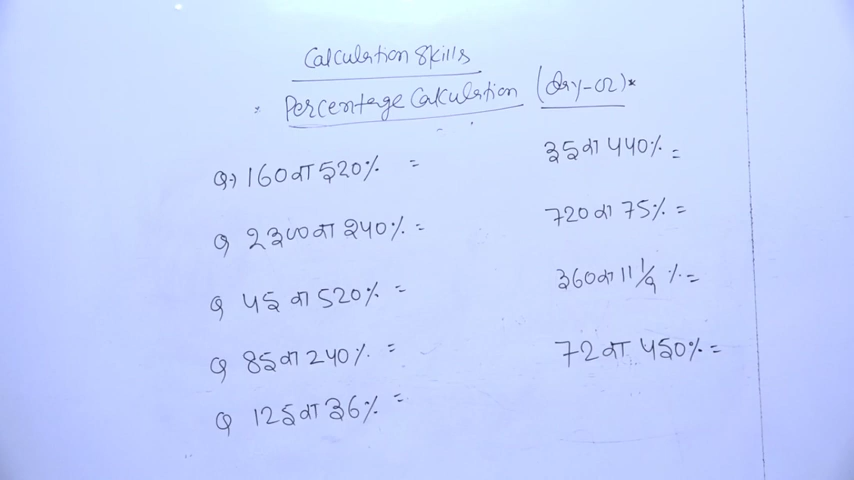 Calculation Skills
* Percentage Calculation (Day-02)*
Q.) 160 का 520% =
Q 2300 का 240% =
Q 45 का 520% =
Q 85 का 240% =
Q 125 का 36% =
35 का 440% =
720 का 75% =
360 का 11 1/9 % =
72 का 450% =